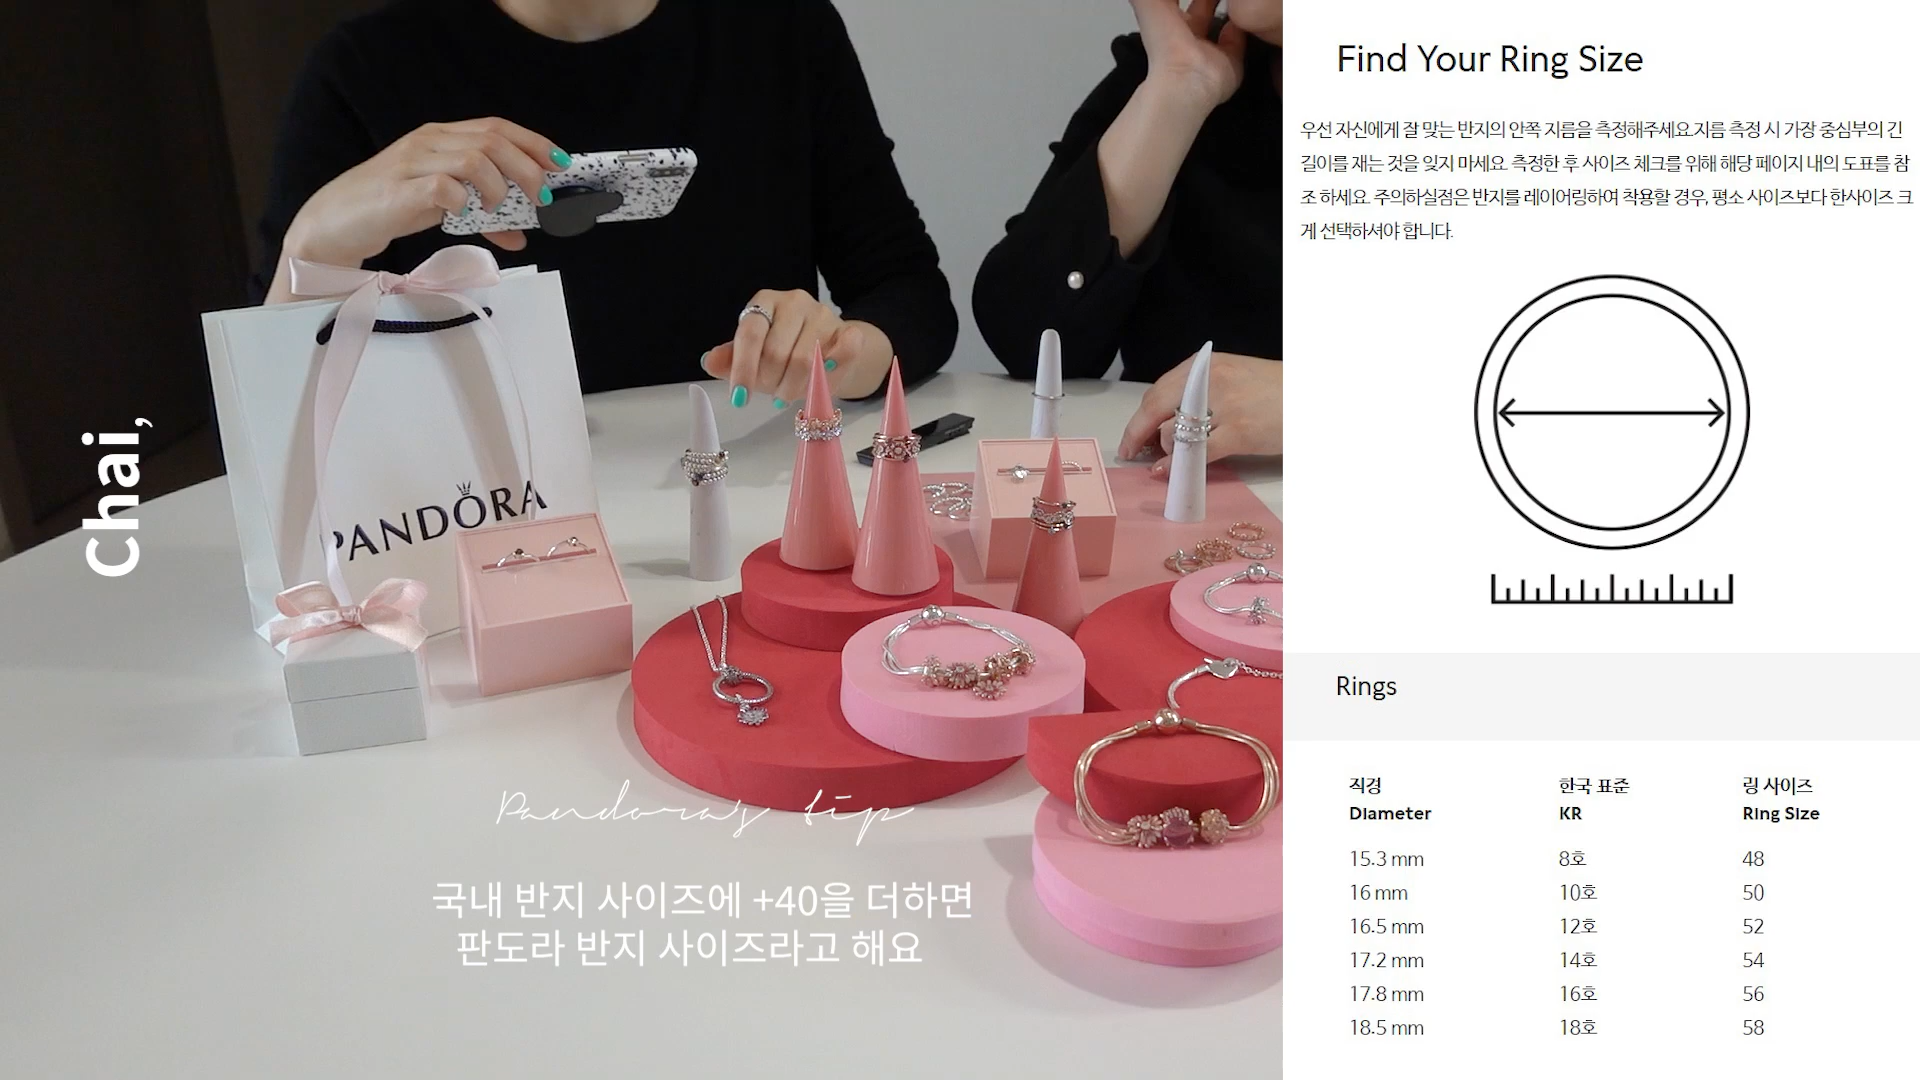 Chai,
PANDORA
Pandora's tip
국내 반지 사이즈에 +40을 더하면
판도라 반지 사이즈라고 해요
Find Your Ring Size
우선 자신에게 잘 맞는 반지의 안쪽 지름을 측정해주세요.지름 측정 시 가장 중심부의 긴
길이를 재는 것을 잊지 마세요. 측정한 후 사이즈 체크를 위해 해당 페이지 내의 도표를 참
조 하세요. 주의하실점은 반지를 레이어링하여 착용할 경우, 평소 사이즈보다 한사이즈 크
게 선택하셔야 합니다.
Rings
직경 한국 표준 링 사이즈
Diameter KR Ring Size
15.3 mm 8호 48
16 mm 10호 50
16.5 mm 12호 52
17.2 mm 14호 54
17.8 mm 16호 56
18.5 mm 18호 58